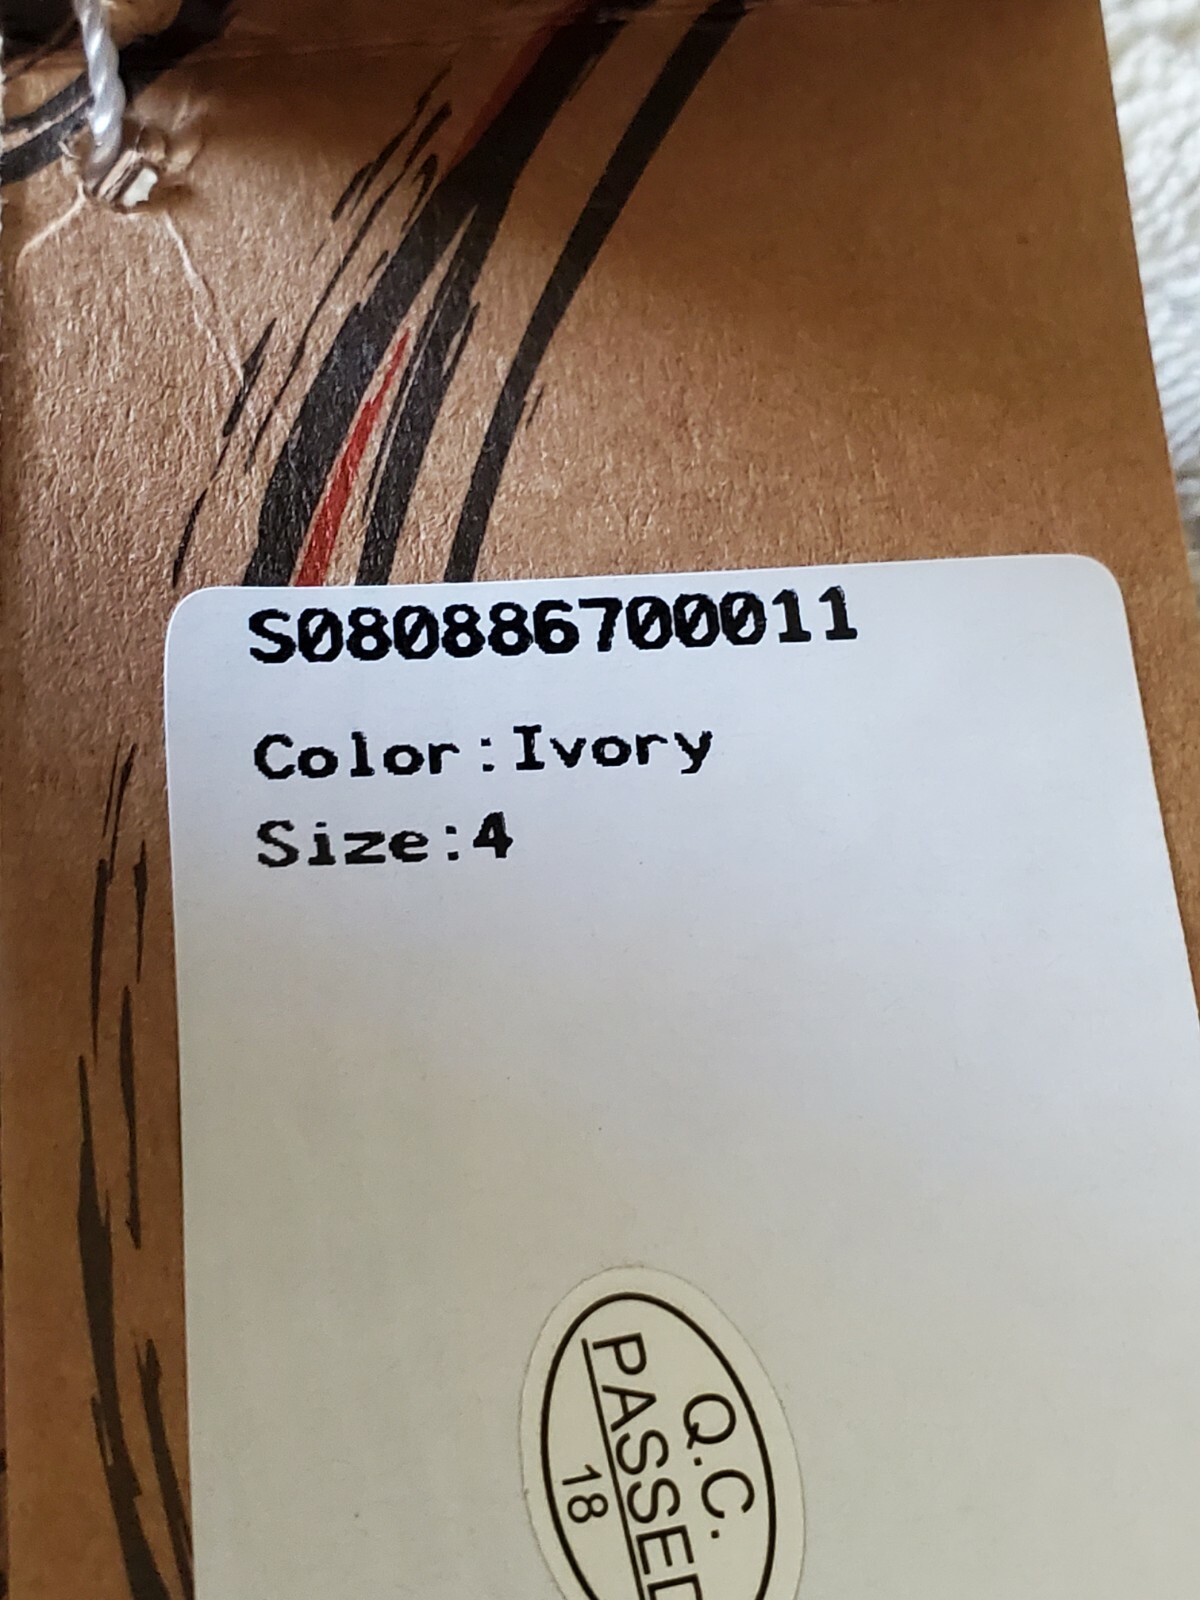 S080886700011
Color:Ivory
Size:4
Q.C.
PASSED
18